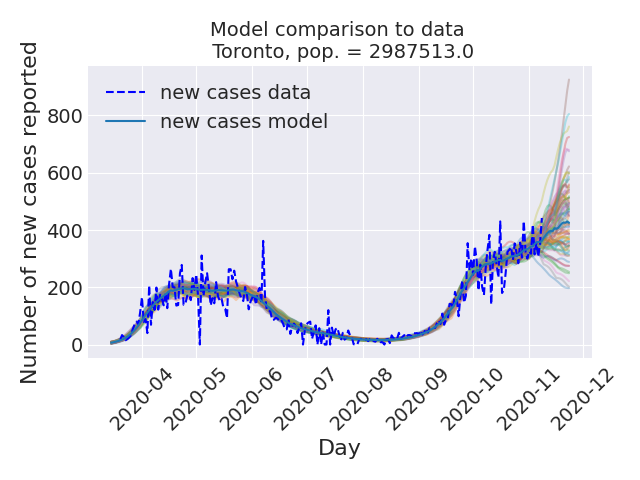 Model comparison to data
Toronto, pop. = 2987513.0
Number of new cases reported
800
600
400
200
0
new cases data
new cases model
2020-04
2020-05
2020-06
2020-07
2020-08
2020-09
2020-10
2020-11
2020-12
Day